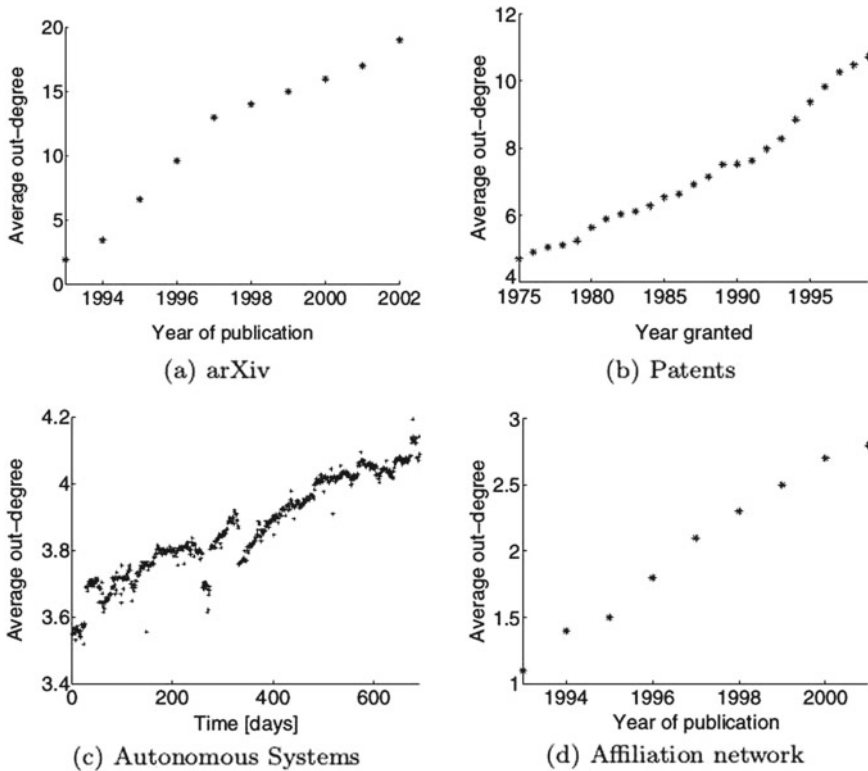 20
15
10
5
0
1994 1996 1998 2000 2002
Average out-degree
Year of publication
(a) arXiv
12
10
8
6
4
1975 1980 1985 1990 1995
Average out-degree
Year granted
(b) Patents
4.2
4
3.8
3.6
3.4
0 200 400 600
Average out-degree
Time [days]
(c) Autonomous Systems
3
2.5
2
1.5
1
1994 1996 1998 2000
Average out-degree
Year of publication
(d) Affiliation network